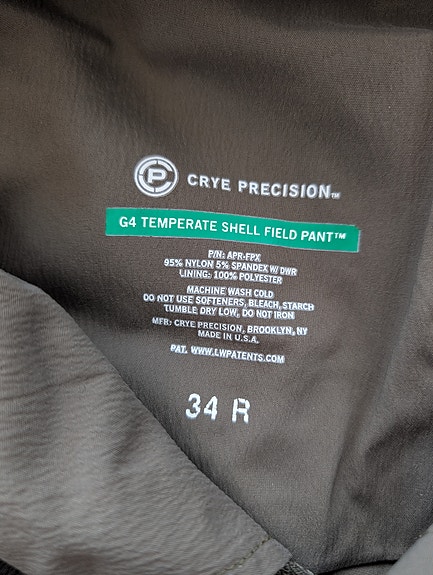 CP
CRYE PRECISION™
G4 TEMPERATE SHELL FIELD PANT™
P/N: APR-FPX
95% NYLON 5% SPANDEX W/ DWR
LINING: 100% POLYESTER
MACHINE WASH COLD
DO NOT USE SOFTENERS, BLEACH, STARCH
TUMBLE DRY LOW, DO NOT IRON
MFR: CRYE PRECISION, BROOKLYN, NY
MADE IN U.S.A.
PAT. WWW.LWPATENTS.COM
34 R